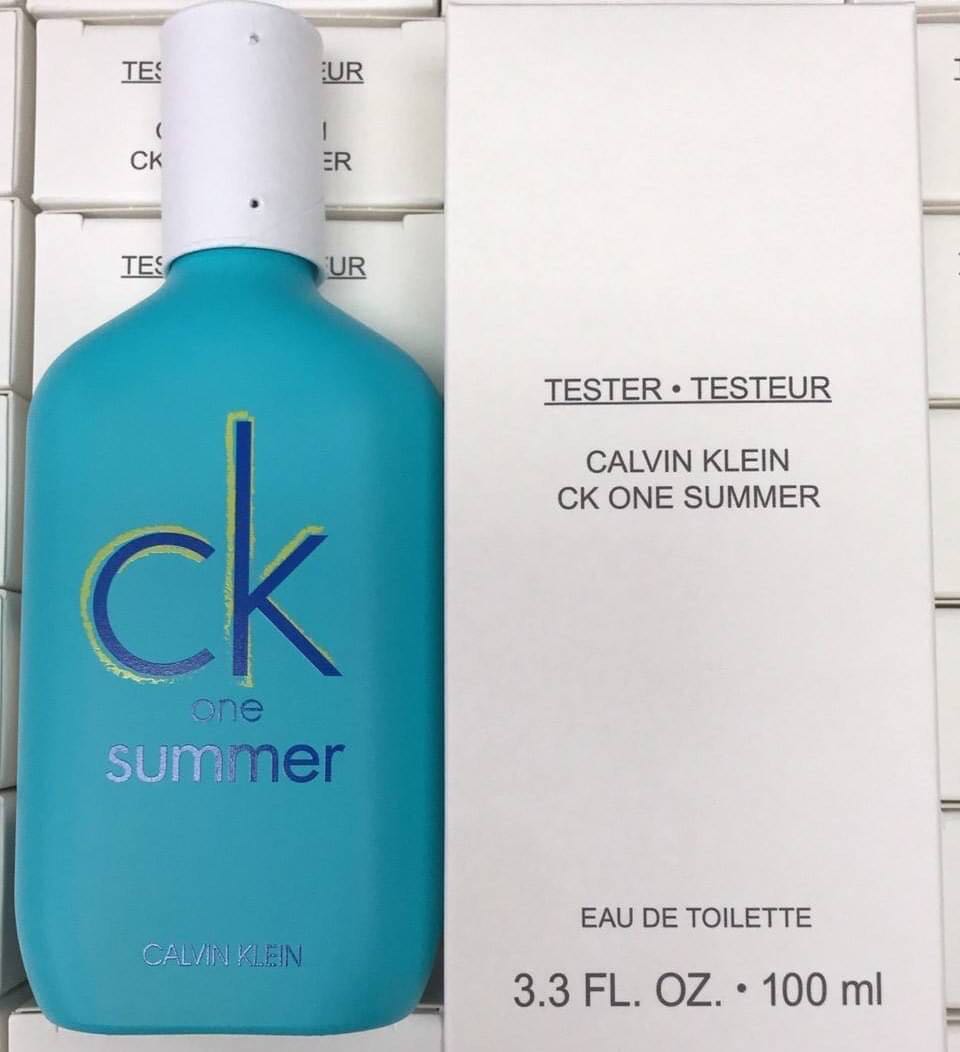 ck
one
summer
CALVIN KLEIN
TESTER • TESTEUR
CALVIN KLEIN
CK ONE SUMMER
EAU DE TOILETTE
3.3 FL. OZ. • 100 ml